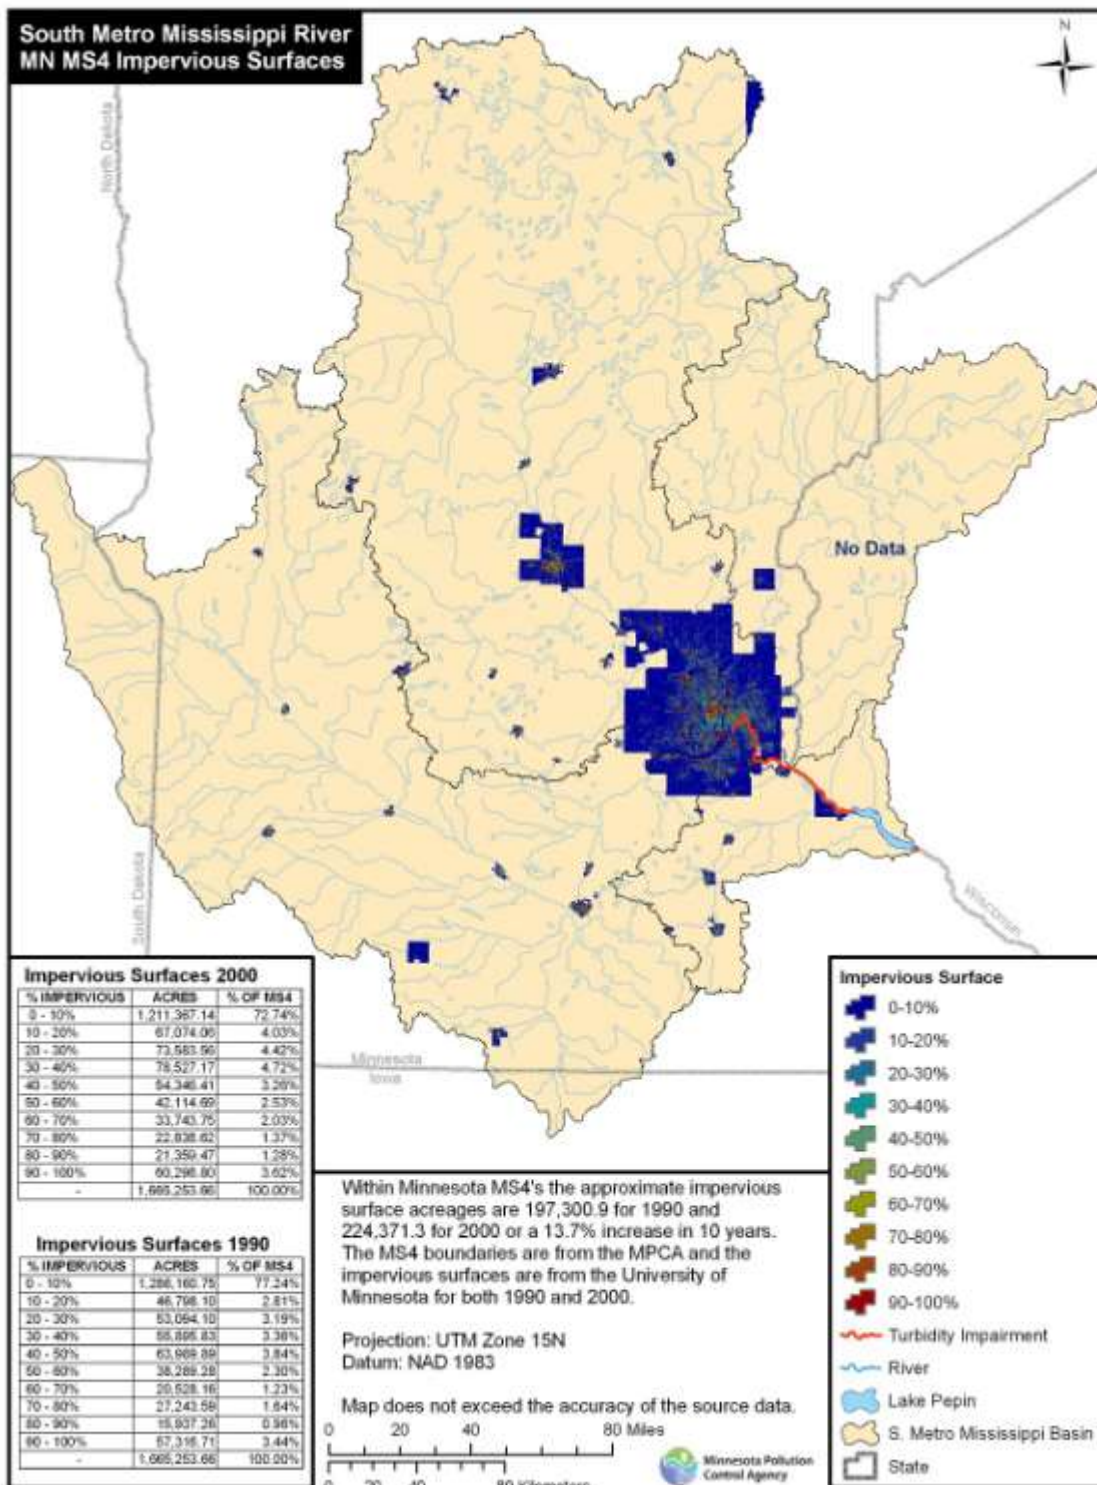 South Metro Mississippi River
MN MS4 Impervious Surfaces
N
North Dakota
No Data
South Dakota
Wisconsin
Minnesota
Iowa
Impervious Surfaces 2000
% IMPERVIOUS ACRES % OF MS4
0 - 10% 1,211,367.14 72.74%
10 - 20% 67,074.06 4.03%
20 - 30% 73,583.56 4.42%
30 - 40% 78,527.17 4.72%
40 - 50% 54,346.41 3.26%
50 - 60% 42,114.69 2.53%
60 - 70% 33,743.75 2.03%
70 - 80% 22,838.62 1.37%
80 - 90% 21,359.47 1.28%
90 - 100% 60,298.80 3.62%
- 1,665,253.66 100.00%
Impervious Surfaces 1990
% IMPERVIOUS ACRES % OF MS4
0 - 10% 1,286,160.75 77.24%
10 - 20% 46,798.10 2.81%
20 - 30% 53,094.10 3.19%
30 - 40% 55,895.83 3.36%
40 - 50% 63,989.89 3.84%
50 - 60% 38,289.28 2.30%
60 - 70% 20,528.16 1.23%
70 - 80% 27,243.59 1.64%
80 - 90% 15,937.26 0.96%
90 - 100% 57,316.71 3.44%
- 1,665,253.66 100.00%
Within Minnesota MS4's the approximate impervious
surface acreages are 197,300.9 for 1990 and
224,371.3 for 2000 or a 13.7% increase in 10 years.
The MS4 boundaries are from the MPCA and the
impervious surfaces are from the University of
Minnesota for both 1990 and 2000.
Projection: UTM Zone 15N
Datum: NAD 1983
Map does not exceed the accuracy of the source data.
0 20 40 80 Miles
0 20 40 80 Kilometers
Minnesota Pollution
Control Agency
Impervious Surface
0-10%
10-20%
20-30%
30-40%
40-50%
50-60%
60-70%
70-80%
80-90%
90-100%
Turbidity Impairment
River
Lake Pepin
S. Metro Mississippi Basin
State